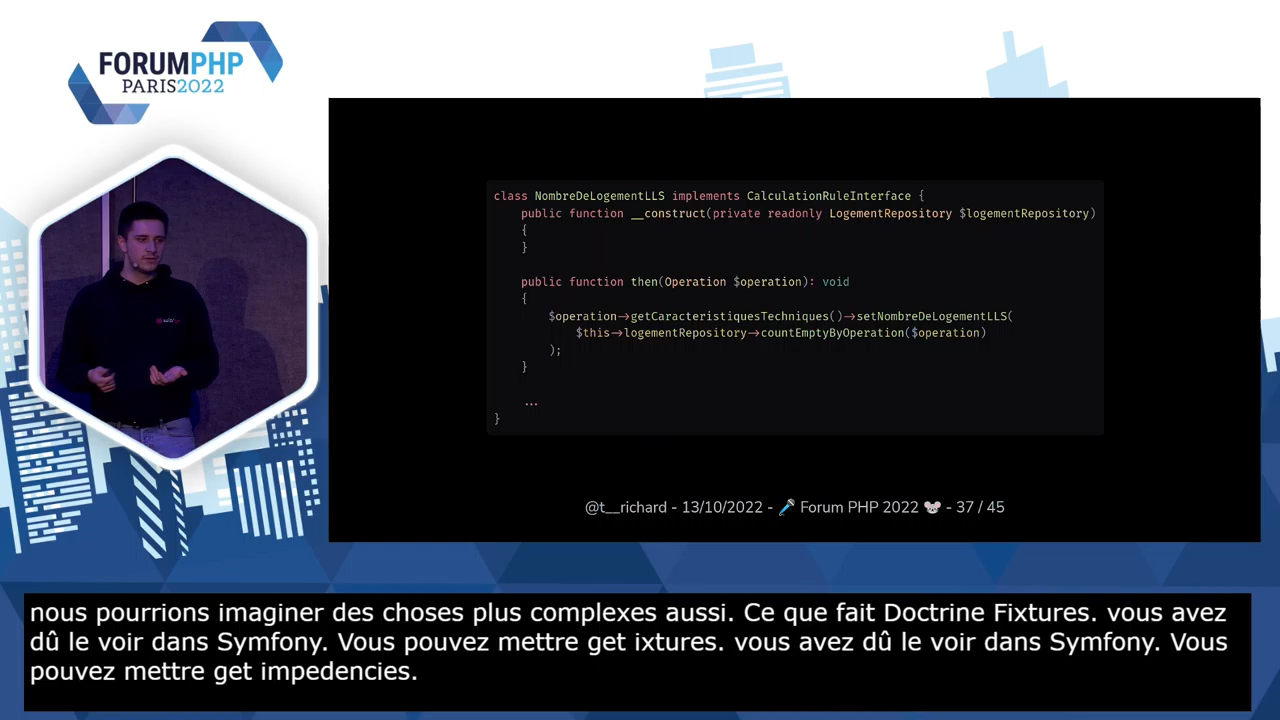 FORUMPHP
PARIS2022
class NombreDeLogementLLS implements CalculationRuleInterface {
public function __construct(private readonly LogementRepository $logementRepository)
{
}
public function then(Operation $operation): void
{
$operation→getCaracteristiquesTechniques()→setNombreDeLogementLLS(
$this→logementRepository→countEmptyByOperation($operation)
);
}
...
}
@t__richard - 13/10/2022 - 🎤 Forum PHP 2022 🐭 - 37 / 45
nous pourrions imaginer des choses plus complexes aussi. Ce que fait Doctrine Fixtures. vous avez
dû le voir dans Symfony. Vous pouvez mettre get ixtures. vous avez dû le voir dans Symfony. Vous
pouvez mettre get impedencies.